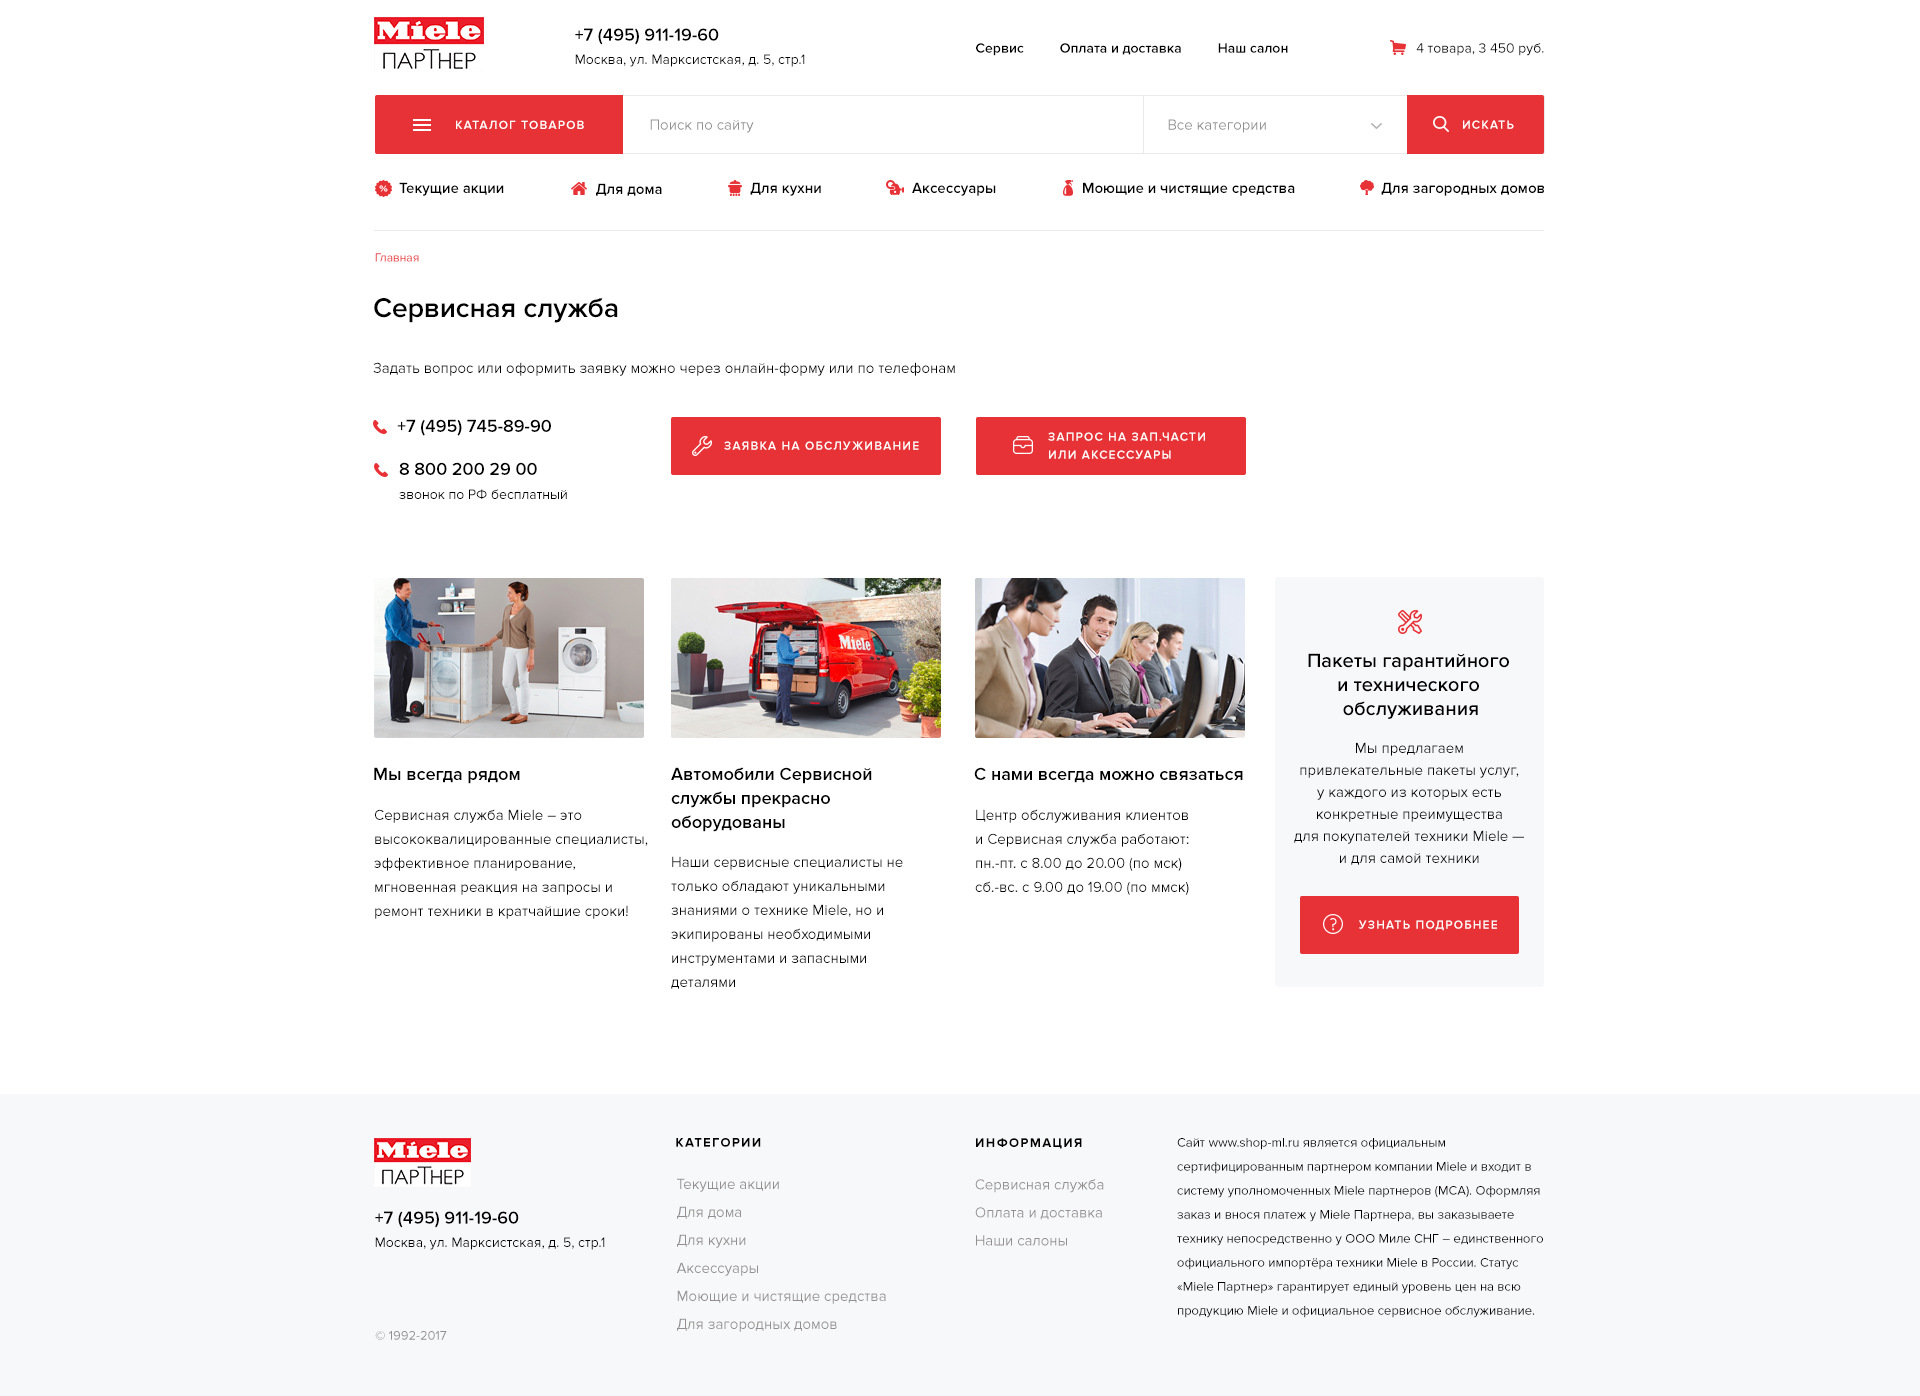 Miele
ПАРТНЕР
+7 (495) 911-19-60
Москва, ул. Марксистская, д. 5, стр.1
Сервис
Оплата и доставка
Наш салон
4 товара, 3 450 руб.
КАТАЛОГ ТОВАРОВ
Поиск по сайту
Все категории
ИСКАТЬ
Текущие акции
Для дома
Для кухни
Аксессуары
Моющие и чистящие средства
Для загородных домов
Главная
Сервисная служба
Задать вопрос или оформить заявку можно через онлайн-форму или по телефонам
+7 (495) 745-89-90
8 800 200 29 00
звонок по РФ бесплатный
ЗАЯВКА НА ОБСЛУЖИВАНИЕ
ЗАПРОС НА ЗАП.ЧАСТИ
ИЛИ АКСЕССУАРЫ
Miele
Мы всегда рядом
Сервисная служба Miele – это
высококвалицированные специалисты,
эффективное планирование,
мгновенная реакция на запросы и
ремонт техники в кратчайшие сроки!
Автомобили Сервисной
службы прекрасно
оборудованы
Наши сервисные специалисты не
только обладают уникальными
знаниями о технике Miele, но и
экипированы необходимыми
инструментами и запасными
деталями
С нами всегда можно связаться
Центр обслуживания клиентов
и Сервисная служба работают:
пн.-пт. с 8.00 до 20.00 (по мск)
сб.-вс. с 9.00 до 19.00 (по ммск)
Пакеты гарантийного
и технического
обслуживания
Мы предлагаем
привлекательные пакеты услуг,
у каждого из которых есть
конкретные преимущества
для покупателей техники Miele —
и для самой техники
УЗНАТЬ ПОДРОБНЕЕ
Miele
ПАРТНЕР
+7 (495) 911-19-60
Москва, ул. Марксистская, д. 5, стр.1
© 1992-2017
КАТЕГОРИИ
Текущие акции
Для дома
Для кухни
Аксессуары
Моющие и чистящие средства
Для загородных домов
ИНФОРМАЦИЯ
Сервисная служба
Оплата и доставка
Наши салоны
Сайт www.shop-ml.ru является официальным
сертифицированным партнером компании Miele и входит в
систему уполномоченных Miele партнеров (МСА). Оформляя
заказ и внося платеж у Miele Партнера, вы заказываете
технику непосредственно у ООО Миле СНГ – единственного
официального импортёра техники Miele в России. Статус
«Miele Партнер» гарантирует единый уровень цен на всю
продукцию Miele и официальное сервисное обслуживание.